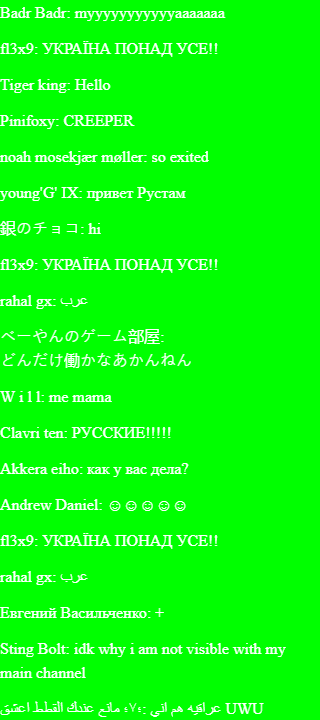 Badr Badr: myyyyyyyyyyyaaaaaaa
fl3x9: УКРАЇНА ПОНАД УСЕ!!
Tiger king: Hello
Pinifoxy: CREEPER
noah mosekjær møller: so exited
young'G' IX: привет Рустам
銀のチョコ: hi
fl3x9: УКРАЇНА ПОНАД УСЕ!!
rahal gx: عرب
べーやんのゲーム部屋:
どんだけ働かなあかんねん
W i l l: me mama
Clavri ten: РУССКИЕ!!!!!
Akkera eiho: как у вас дела?
Andrew Daniel: ☺☺☺☺☺
fl3x9: УКРАЇНА ПОНАД УСЕ!!
rahal gx: عرب
Евгений Васильченко: +
Sting Bolt: idk why i am not visible with my
main channel
عراقيه هم اني :؛٧؛ مانع عندك القطط اعشق UWU